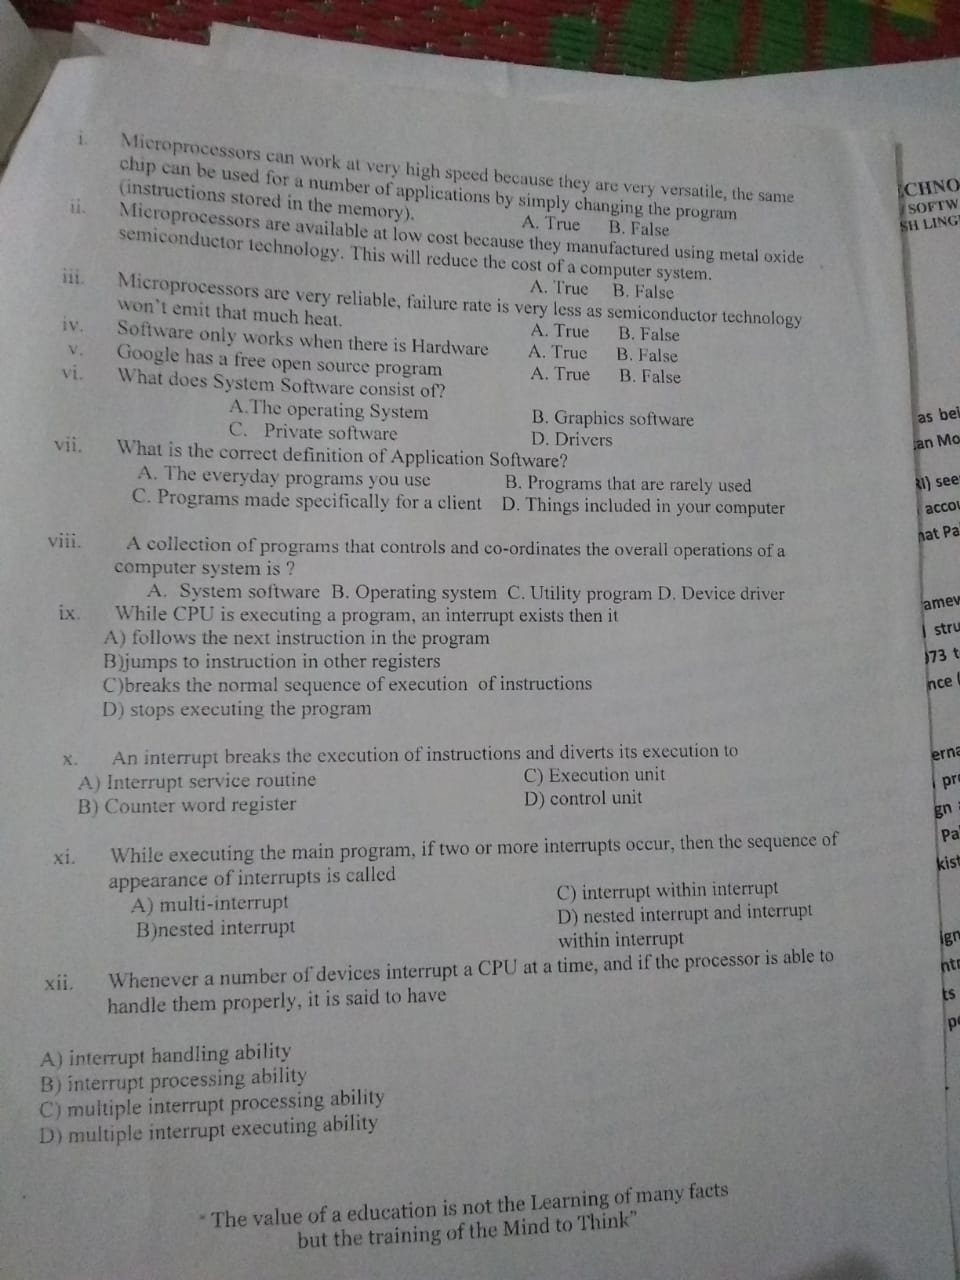 i. Microprocessors can work at very high speed because they are very versatile, the same
chip can be used for a number of applications by simply changing the program
(instructions stored in the memory). A. True B. False
ii. Microprocessors are available at low cost because they manufactured using metal oxide
semiconductor technology. This will reduce the cost of a computer system.
A. True B. False
iii. Microprocessors are very reliable, failure rate is very less as semiconductor technology
won't emit that much heat. A. True B. False
iv. Software only works when there is Hardware A. True B. False
v. Google has a free open source program A. True B. False
vi. What does System Software consist of?
A.The operating System B. Graphics software
C. Private software D. Drivers
vii. What is the correct definition of Application Software?
A. The everyday programs you use B. Programs that are rarely used
C. Programs made specifically for a client D. Things included in your computer
viii. A collection of programs that controls and co-ordinates the overall operations of a
computer system is ?
A. System software B. Operating system C. Utility program D. Device driver
ix. While CPU is executing a program, an interrupt exists then it
A) follows the next instruction in the program
B)jumps to instruction in other registers
C)breaks the normal sequence of execution of instructions
D) stops executing the program
x. An interrupt breaks the execution of instructions and diverts its execution to
A) Interrupt service routine C) Execution unit
B) Counter word register D) control unit
xi. While executing the main program, if two or more interrupts occur, then the sequence of
appearance of interrupts is called
A) multi-interrupt C) interrupt within interrupt
B)nested interrupt D) nested interrupt and interrupt
within interrupt
xii. Whenever a number of devices interrupt a CPU at a time, and if the processor is able to
handle them properly, it is said to have
A) interrupt handling ability
B) interrupt processing ability
C) multiple interrupt processing ability
D) multiple interrupt executing ability
" The value of a education is not the Learning of many facts
but the training of the Mind to Think"
CHNO
SOFTW
SH LING
as bei
an Mo
RI) see
accou
hat Pa
stru
073 t
nce (
erna
pr
gn
Pa
kist
ign
ntr
ts